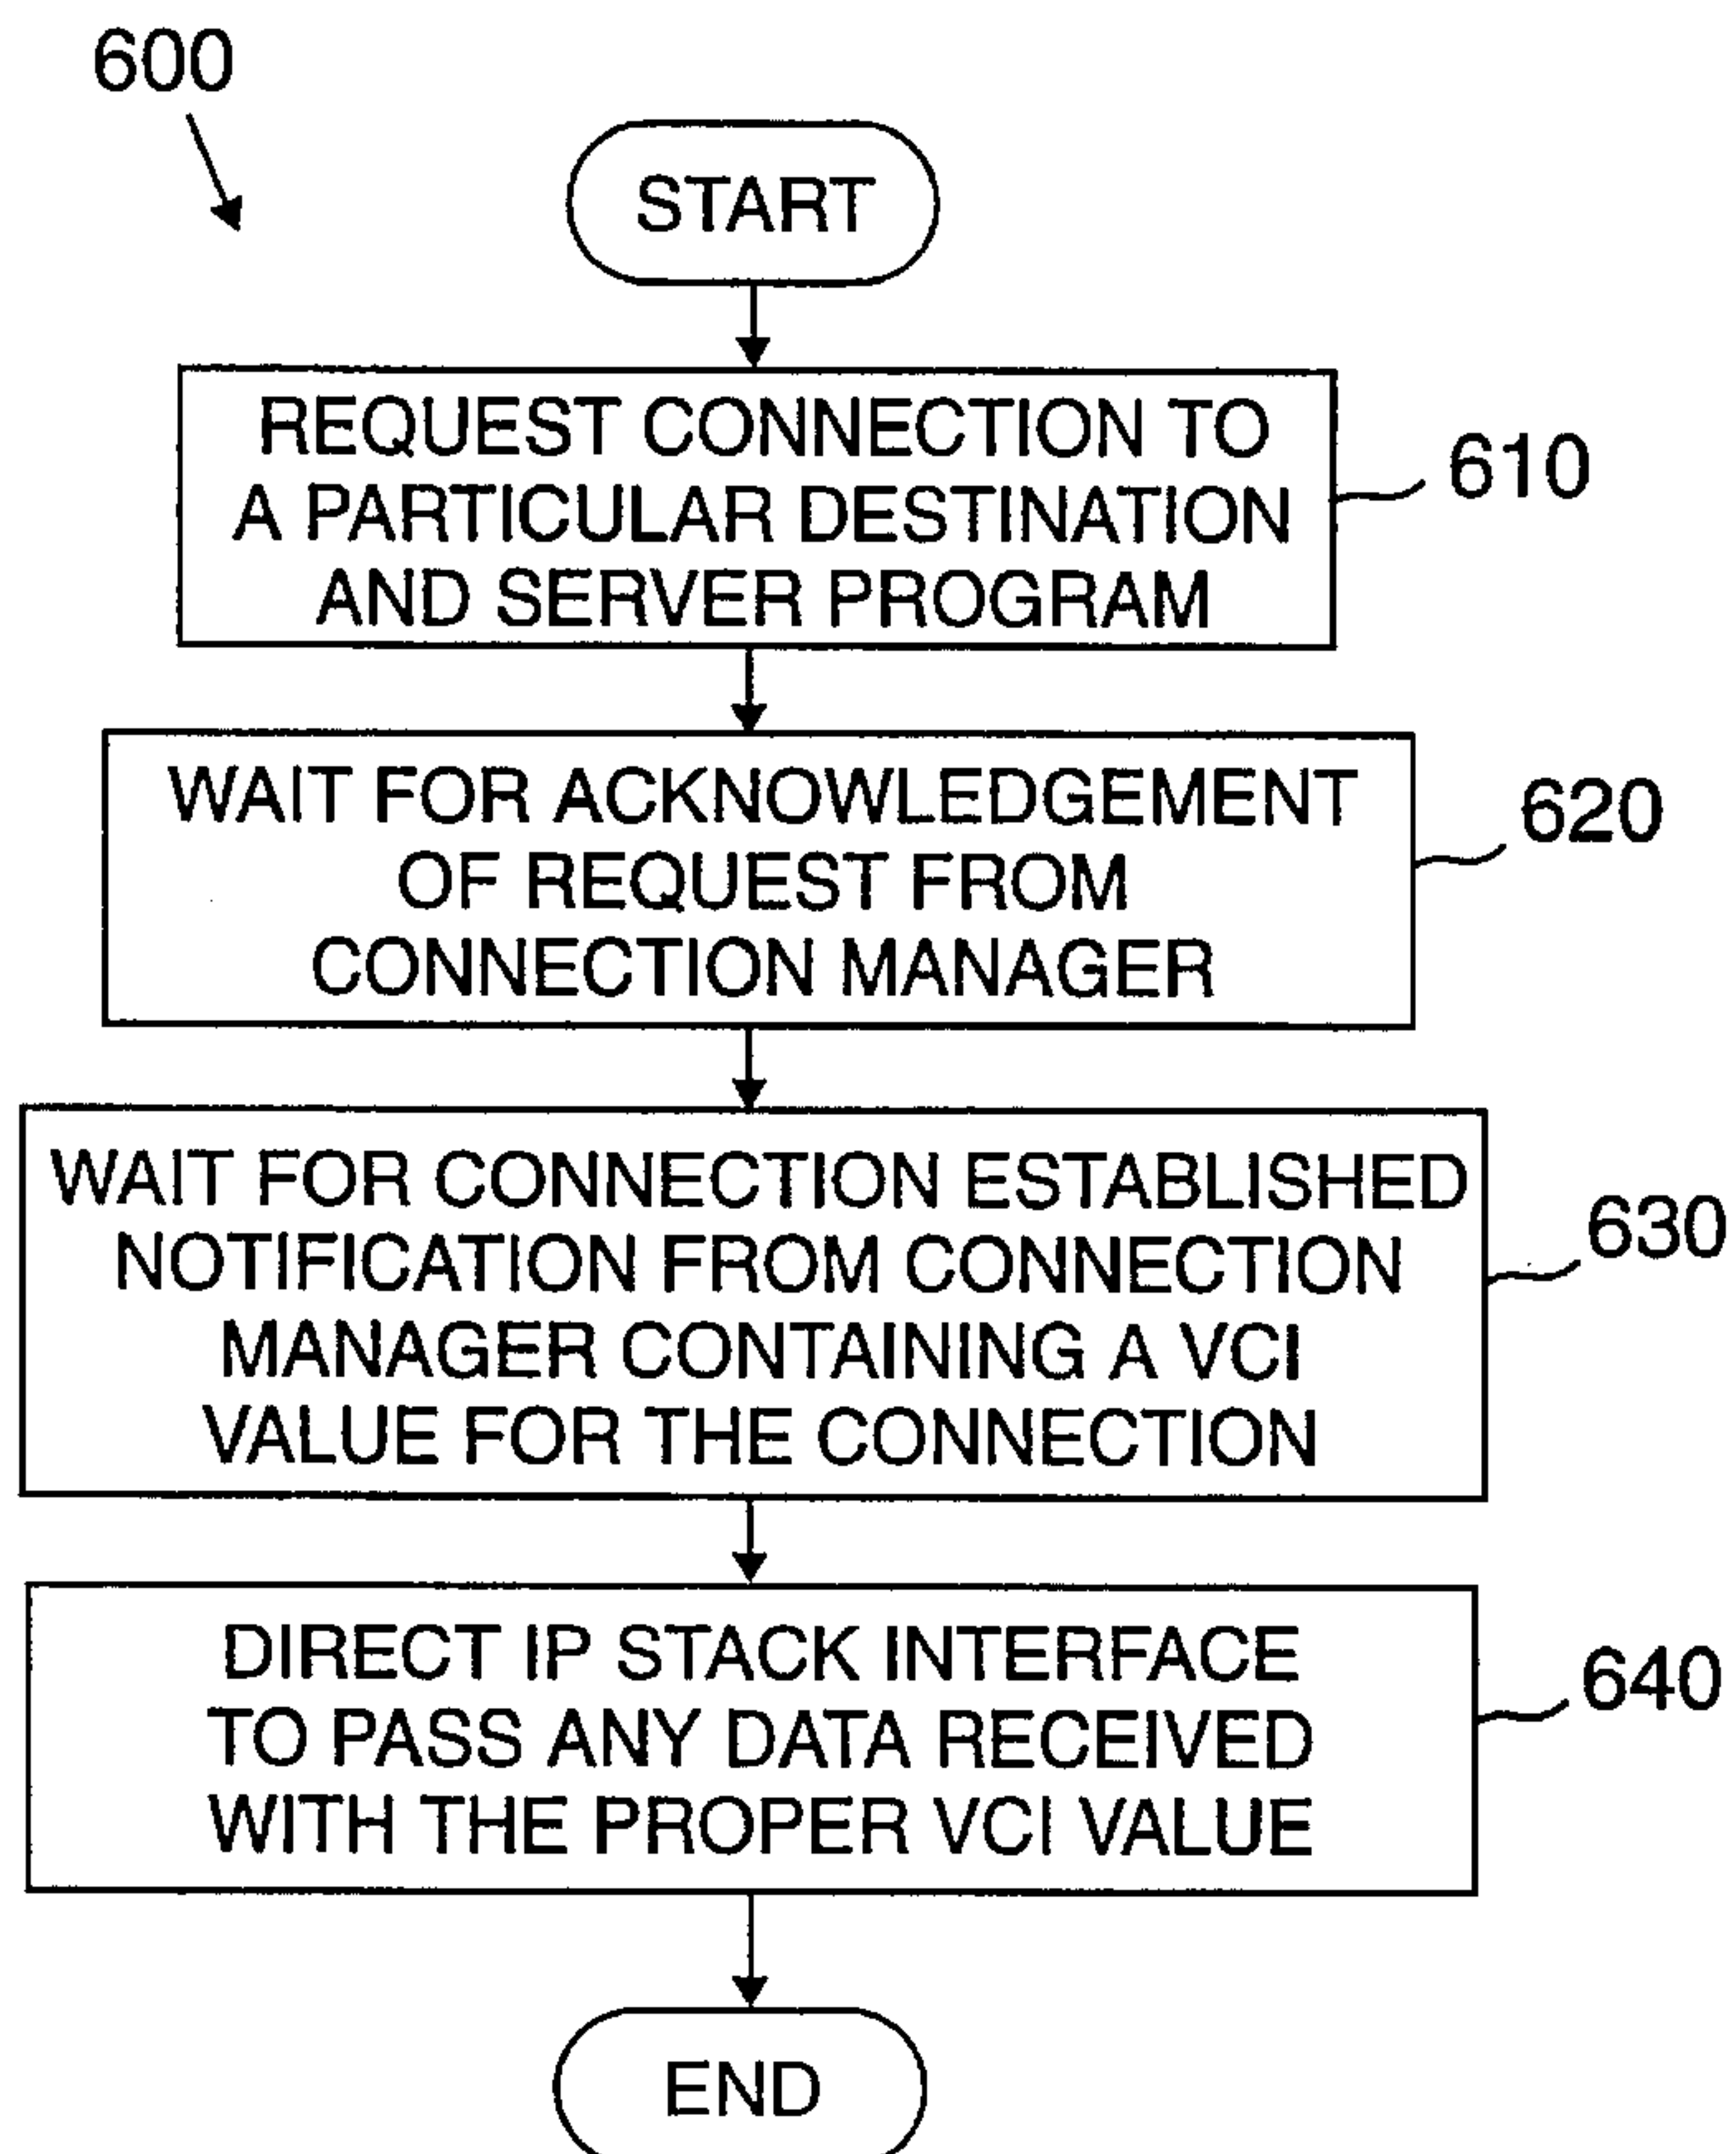 600
START
REQUEST CONNECTION TO
A PARTICULAR DESTINATION
AND SERVER PROGRAM
610
WAIT FOR ACKNOWLEDGEMENT
OF REQUEST FROM
CONNECTION MANAGER
620
WAIT FOR CONNECTION ESTABLISHED
NOTIFICATION FROM CONNECTION
MANAGER CONTAINING A VCI
VALUE FOR THE CONNECTION
630
DIRECT IP STACK INTERFACE
TO PASS ANY DATA RECEIVED
WITH THE PROPER VCI VALUE
640
END